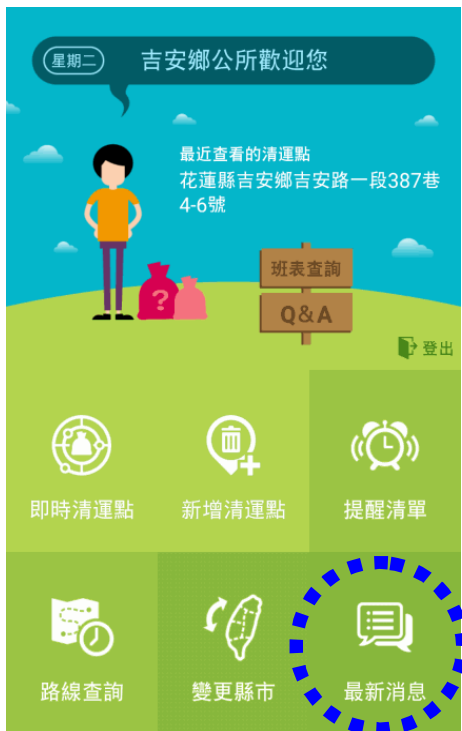 星期二
吉安鄉公所歡迎您
最近查看的清運點
花蓮縣吉安鄉吉安路一段387巷
4-6號
班表查詢
Q&A
登出
?
即時清運點
新增清運點
提醒清單
路線查詢
變更縣市
最新消息